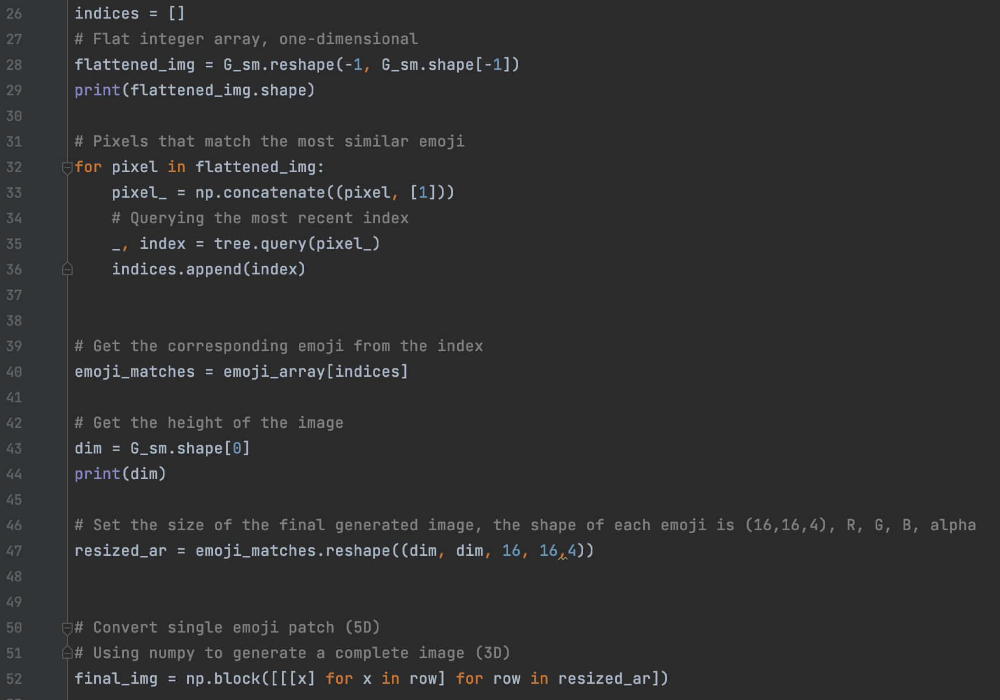 26 indices = []
27 # Flat integer array, one-dimensional
28 flattened_img = G_sm.reshape(-1, G_sm.shape[-1])
29 print(flattened_img.shape)
30
31 # Pixels that match the most similar emoji
32 for pixel in flattened_img:
33     pixel_ = np.concatenate((pixel, [1]))
34     # Querying the most recent index
35     _, index = tree.query(pixel_)
36     indices.append(index)
37
38
39 # Get the corresponding emoji from the index
40 emoji_matches = emoji_array[indices]
41
42 # Get the height of the image
43 dim = G_sm.shape[0]
44 print(dim)
45
46 # Set the size of the final generated image, the shape of each emoji is (16,16,4), R, G, B, alpha
47 resized_ar = emoji_matches.reshape((dim, dim, 16, 16,4))
48
49
50 # Convert single emoji patch (5D)
51 # Using numpy to generate a complete image (3D)
52 final_img = np.block([[[x] for x in row] for row in resized_ar])